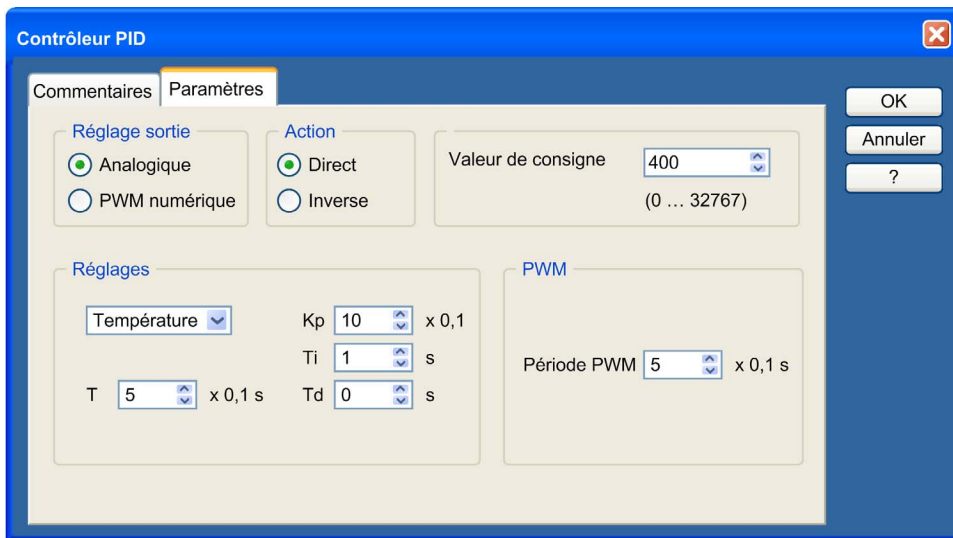 Contrôleur PID
Commentaires Paramètres
OK
Annuler
?
Réglage sortie
Analogique
PWM numérique
Action
Direct
Inverse
Valeur de consigne 400
(0 … 32767)
Réglages
Température
T 5 x 0,1 s
Kp 10 x 0,1
Ti 1 s
Td 0 s
PWM
Période PWM 5 x 0,1 s